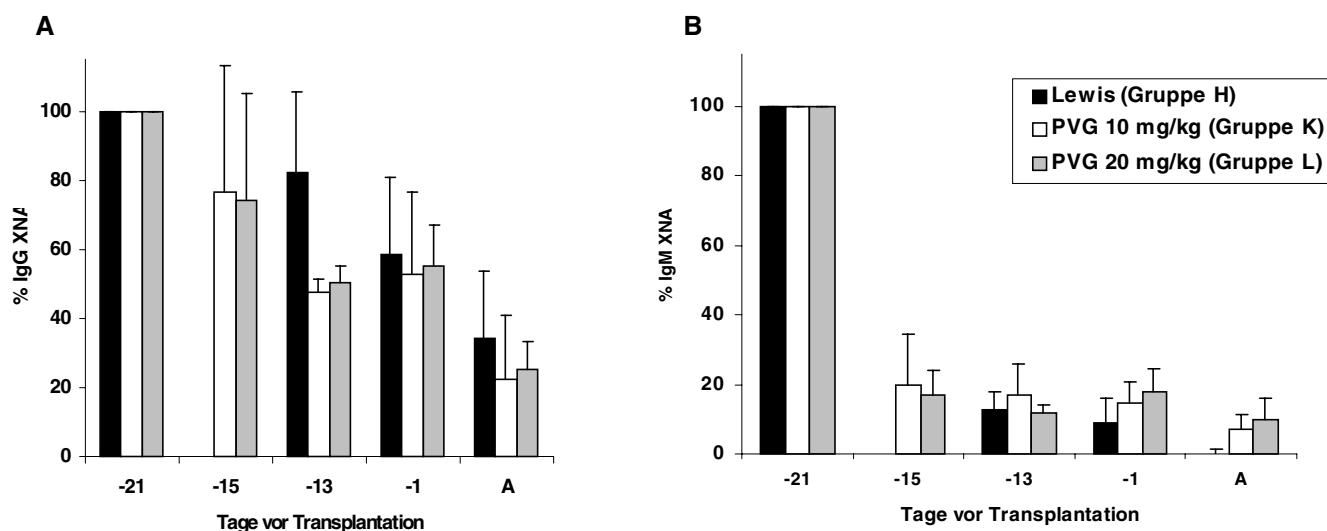 A
100
80
60
40
20
0
% IgG XNA
-21 -15 -13 -1 A
Tage vor Transplantation
B
100
80
60
40
20
0
% IgM XNA
-21 -15 -13 -1 A
Tage vor Transplantation
Lewis (Gruppe H)
PVG 10 mg/kg (Gruppe K)
PVG 20 mg/kg (Gruppe L)